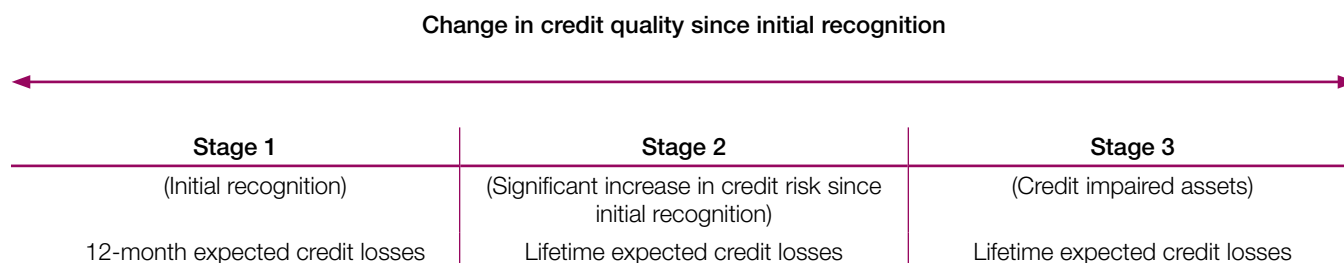 Change in credit quality since initial recognition
Stage 1
Stage 2
Stage 3
(Initial recognition)
(Significant increase in credit risk since
initial recognition)
(Credit impaired assets)
12-month expected credit losses
Lifetime expected credit losses
Lifetime expected credit losses